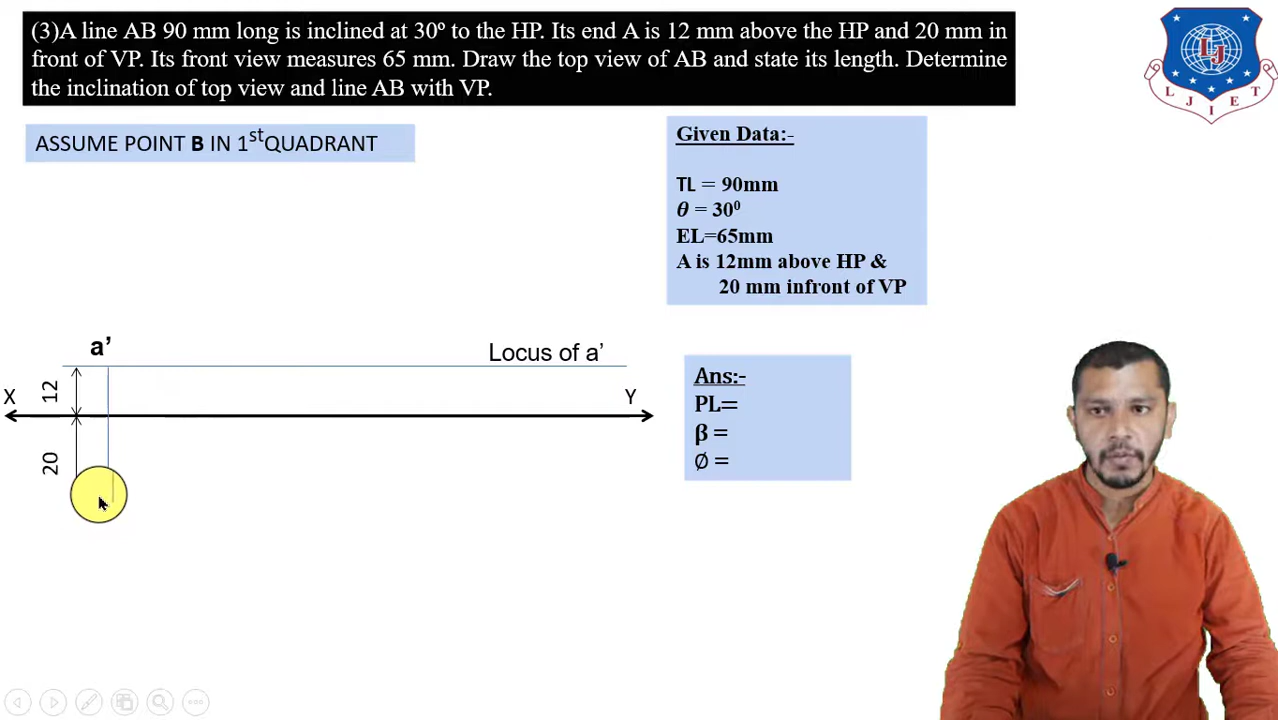 (3)A line AB 90 mm long is inclined at 30º to the HP. Its end A is 12 mm above the HP and 20 mm in
front of VP. Its front view measures 65 mm. Draw the top view of AB and state its length. Determine
the inclination of top view and line AB with VP.
LJ
L J I E T
ASSUME POINT B IN 1st QUADRANT
Given Data:-
TL = 90mm
θ = 30⁰
EL=65mm
A is 12mm above HP &
20 mm infront of VP
a’
Locus of a’
12
X
Y
20
Ans:-
PL=
β =
Ø =